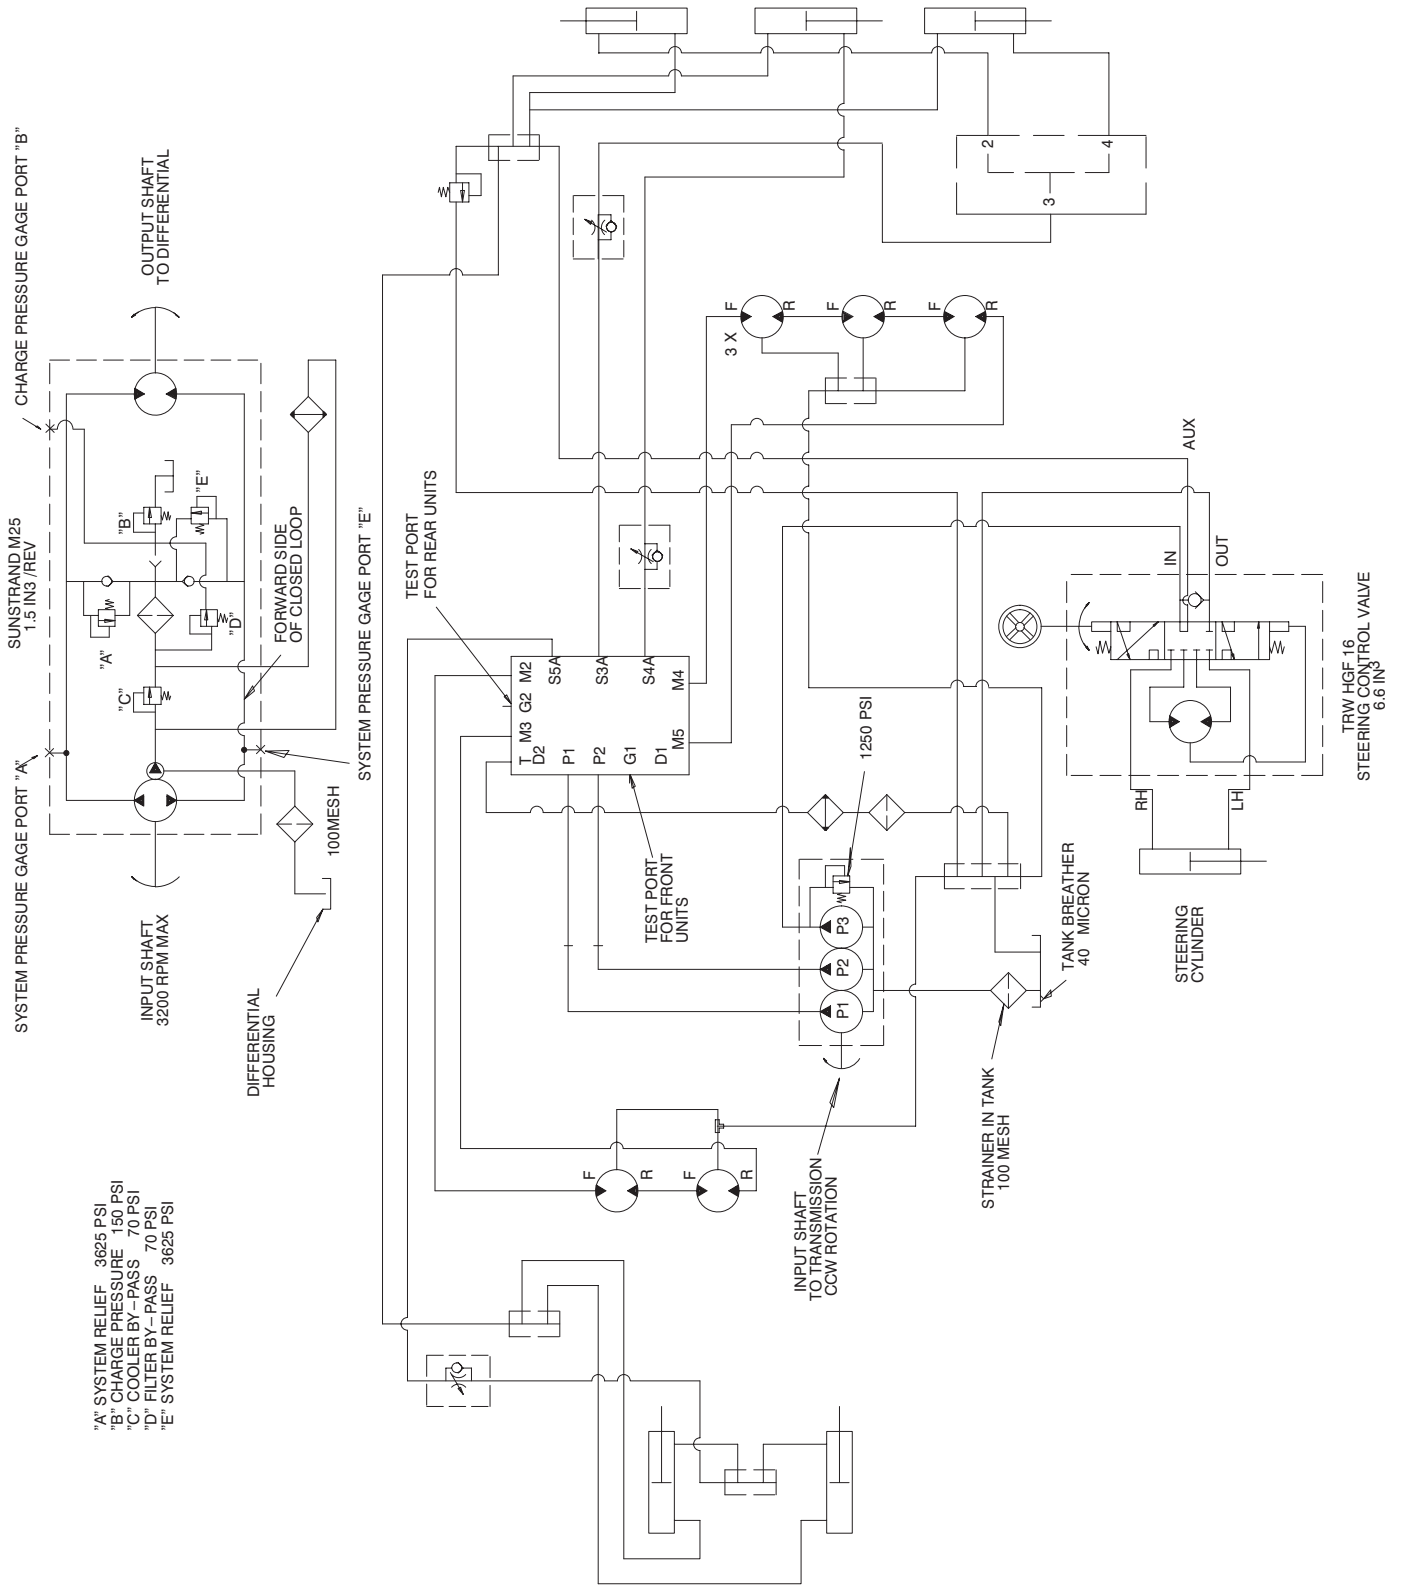 SYSTEM PRESSURE GAGE PORT "A"
SUNSTRAND M25
1.5 IN3 /REV
CHARGE PRESSURE GAGE PORT "B"
INPUT SHAFT
3200 RPM MAX
OUTPUT SHAFT
TO DIFFERENTIAL
"C"
"A"
"B"
"D"
"E"
FORWARD SIDE
OF CLOSED LOOP
SYSTEM PRESSURE GAGE PORT "E"
100MESH
DIFFERENTIAL
HOUSING
"A" SYSTEM RELIEF 3625 PSI
"B" CHARGE PRESSURE 150 PSI
"C" COOLER BY-PASS 70 PSI
"D" FILTER BY-PASS 70 PSI
"E" SYSTEM RELIEF 3625 PSI
TEST PORT
FOR REAR UNITS
T M3 G2 M2
D2
S5A
P1
P2
S3A
G1
S4A
D1
M5
M4
TEST PORT
FOR FRONT
UNITS
1250 PSI
P1
P2
P3
INPUT SHAFT
TO TRANSMISSION
CCW ROTATION
F
R
F
R
3 X
F
R
F
R
F
R
2
3
4
STRAINER IN TANK
100 MESH
TANK BREATHER
40 MICRON
AUX
IN
OUT
RH
LH
STEERING
CYLINDER
TRW HGF 16
STEERING CONTROL VALVE
6.6 IN3